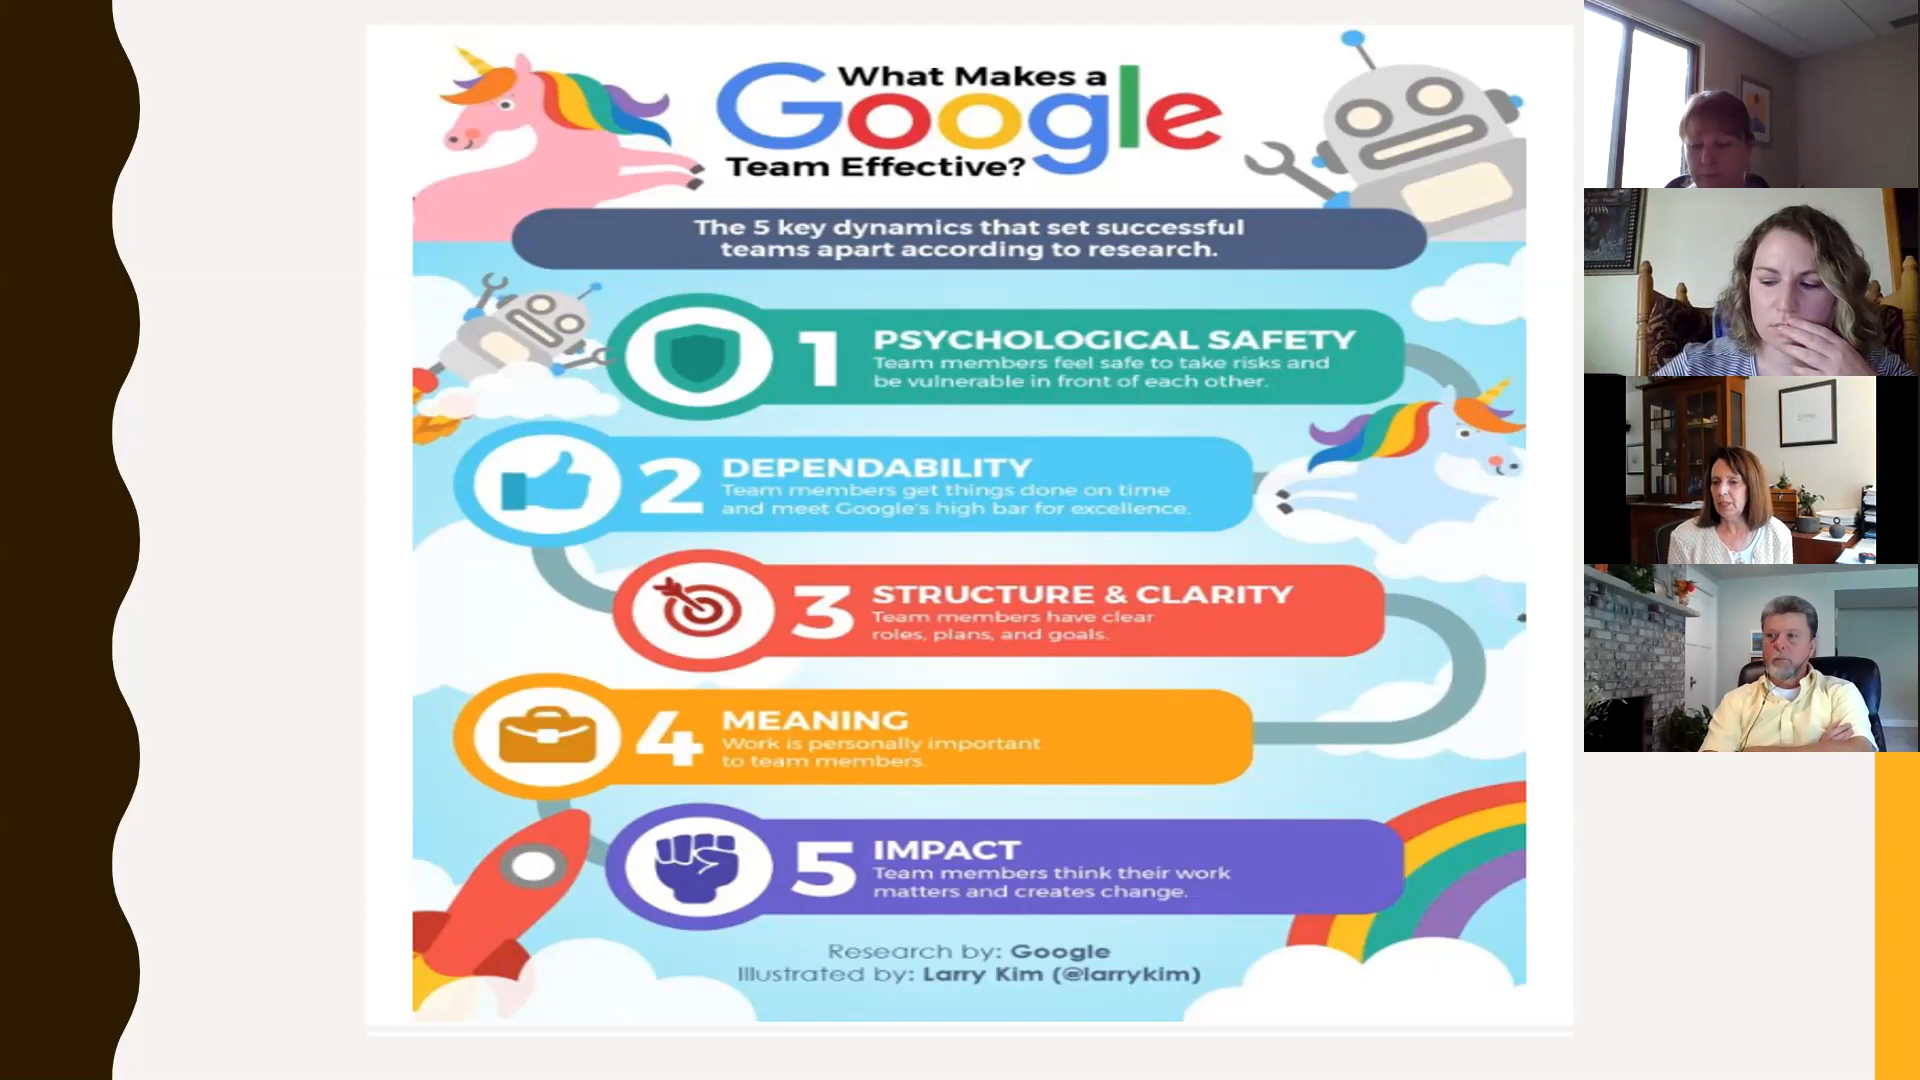 What Makes a
Google
Team Effective?
The 5 key dynamics that set successful
teams apart according to research.
1 PSYCHOLOGICAL SAFETY
Team members feel safe to take risks and
be vulnerable in front of each other.
2 DEPENDABILITY
Team members get things done on time
and meet Google's high bar for excellence.
3 STRUCTURE & CLARITY
Team members have clear
roles, plans, and goals.
4 MEANING
Work is personally important
to team members.
5 IMPACT
Team members think their work
matters and creates change.
Research by: Google
Illustrated by: Larry Kim (@larrykim)